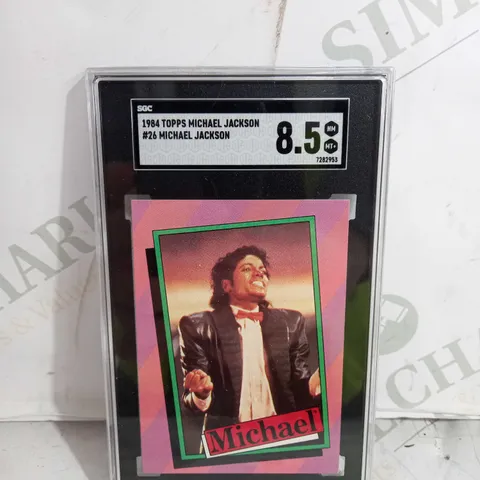 SGC
1984 TOPPS MICHAEL JACKSON
#26 MICHAEL JACKSON
8.5
NM
MT+
7282953
Michael